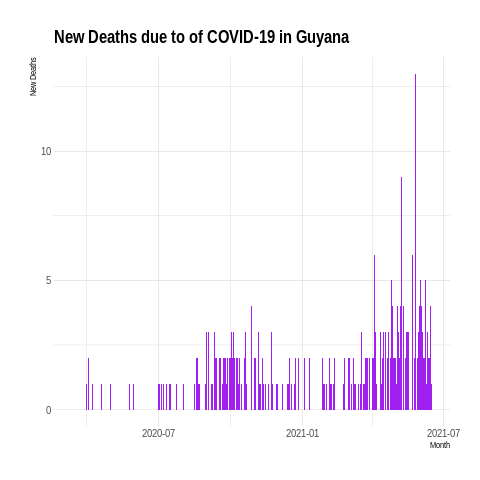 New Deaths due to of COVID-19 in Guyana
New Deaths
10
5
0
2020-07
2021-01
2021-07
Month